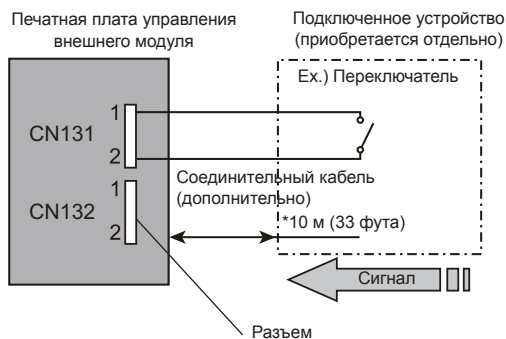 Печатная плата управления
внешнего модуля
Подключенное устройство
(приобретается отдельно)
Ex.) Переключатель
CN131
1
2
CN132
1
2
Соединительный кабель
(дополнительно)
*10 м (33 фута)
Сигнал
Разъем